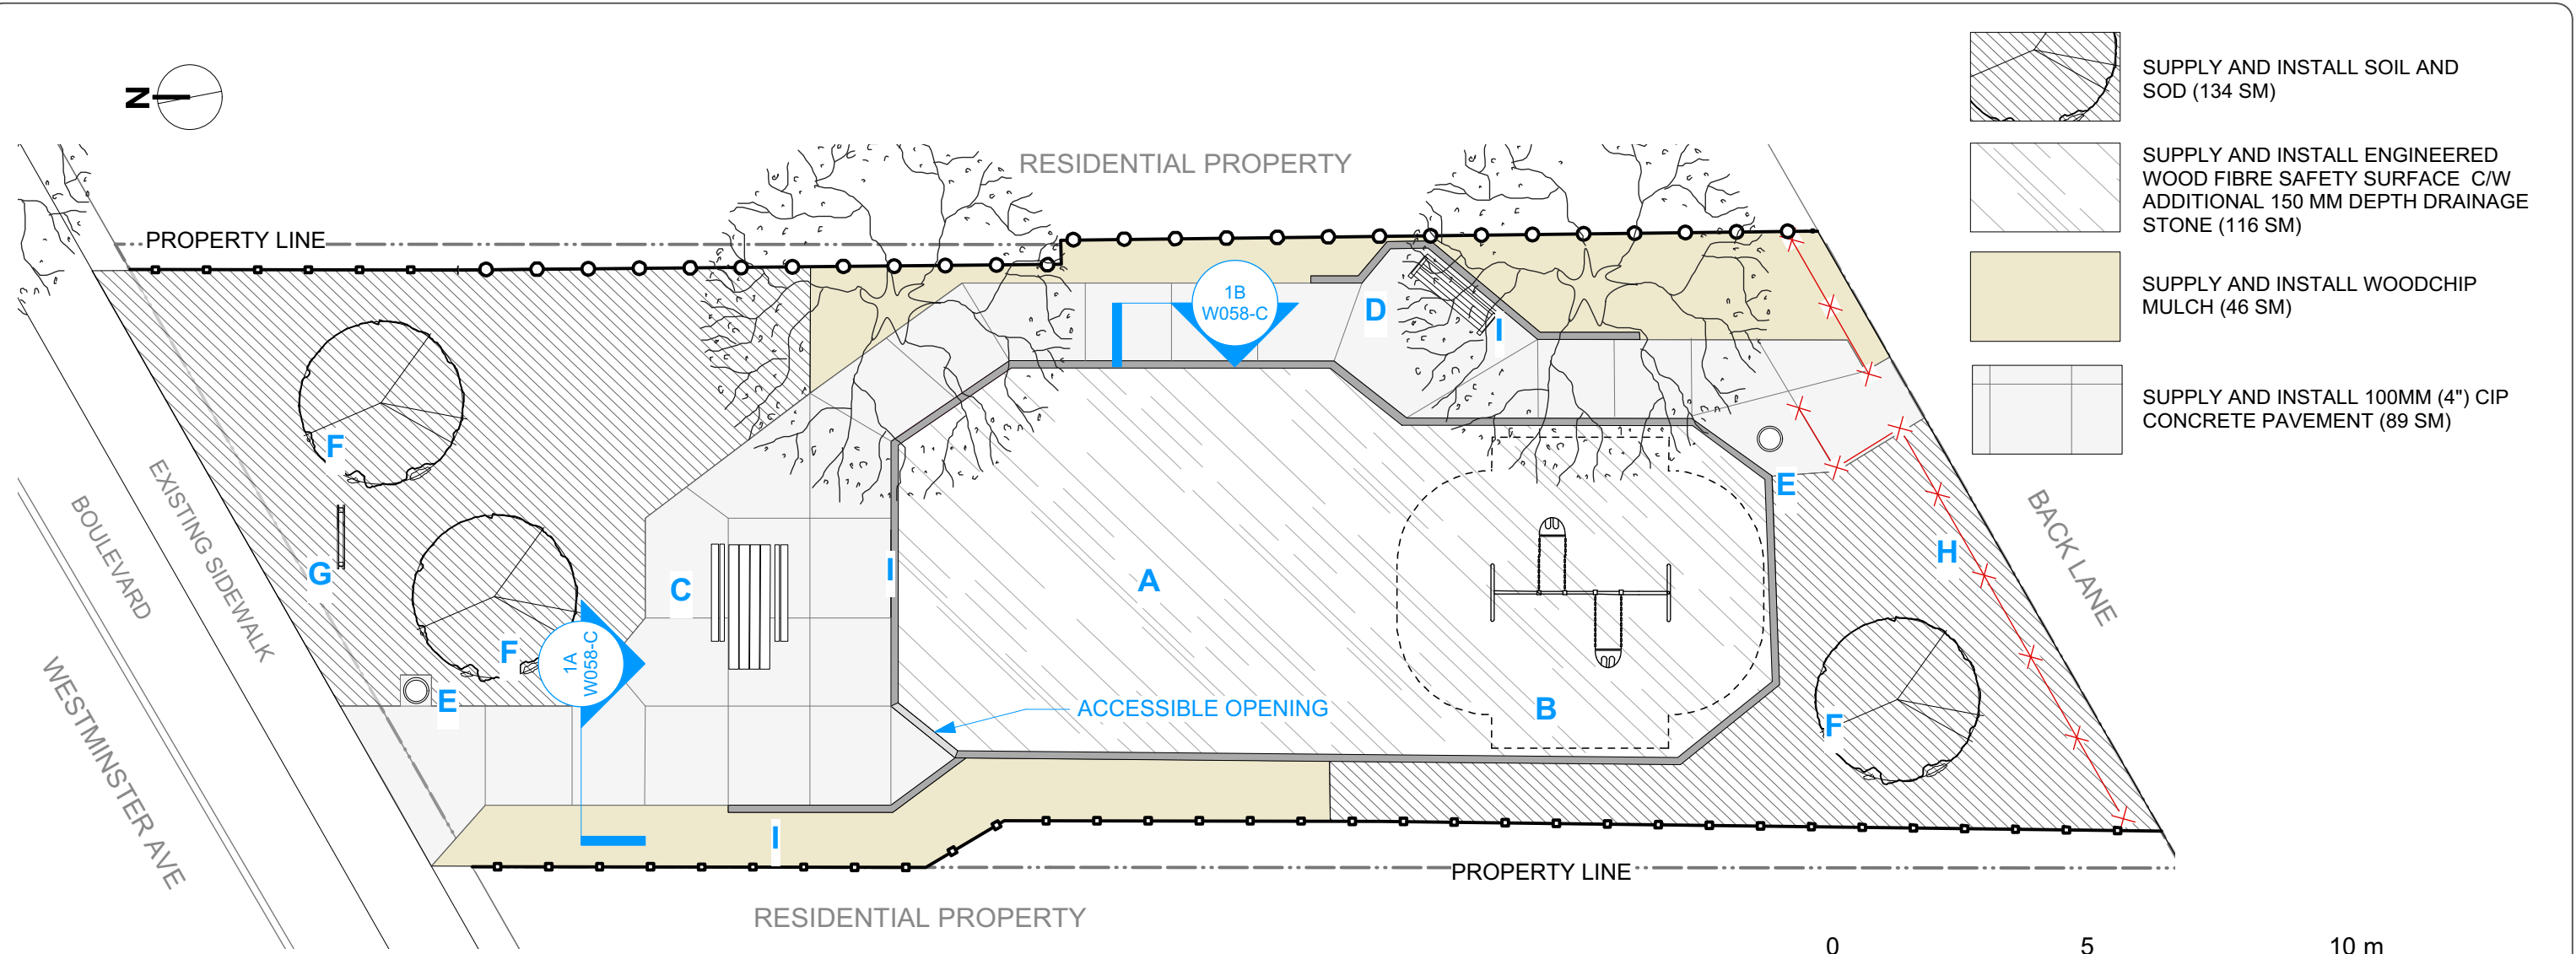 N
RESIDENTIAL PROPERTY
PROPERTY LINE
1B
W058-C
D
I
F
E
EXISTING SIDEWALK
BOULEVARD
G
C
I
A
H
BACK LANE
F
1A
W058-C
E
WESTMINSTER AVE
ACCESSIBLE OPENING
B
F
I
PROPERTY LINE
RESIDENTIAL PROPERTY
SUPPLY AND INSTALL SOIL AND
SOD (134 SM)
SUPPLY AND INSTALL ENGINEERED
WOOD FIBRE SAFETY SURFACE C/W
ADDITIONAL 150 MM DEPTH DRAINAGE
STONE (116 SM)
SUPPLY AND INSTALL WOODCHIP
MULCH (46 SM)
SUPPLY AND INSTALL 100MM (4") CIP
CONCRETE PAVEMENT (89 SM)
0 5 10 m